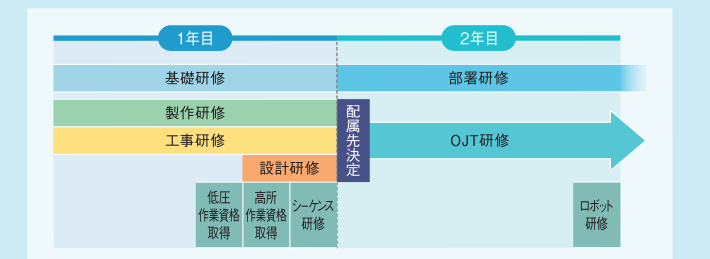 1年目
2年目
基礎研修
部署研修
製作研修
工事研修
配属先決定
OJT研修
設計研修
低圧
作業資格
取得
高所
作業資格
取得
シーケンス
研修
ロボット
研修